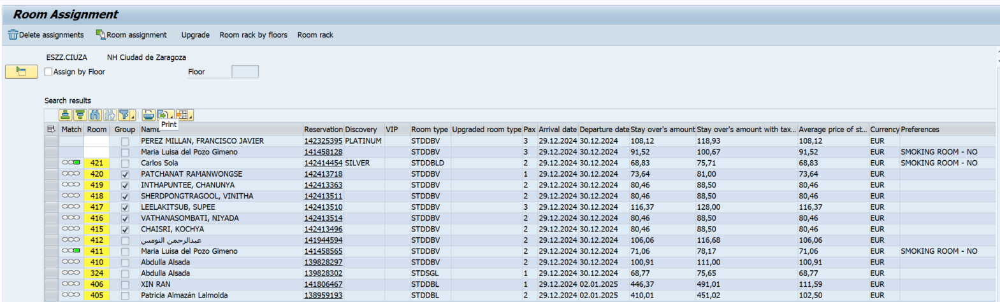 Room Assignment
Delete assignments Room assignment Upgrade Room rack by floors Room rack
ESZZ.CIUZA NH Ciudad de Zaragoza
Assign by Floor Floor
Search results
Print
Match Room Group Name Reservation Discovery VIP Room type Upgraded room type Pax Arrival date Departure date Stay over's amount Stay over's amount with tax... Average price of st... Currency Preferences
PEREZ MILLAN, FRANCISCO JAVIER 142325395 PLATINUM STDDBV 3 29.12.2024 30.12.2024 108,12 118,93 108,12 EUR
Maria Luisa del Pozo Gimeno 141458128 STDDBV 3 29.12.2024 30.12.2024 91,52 100,67 91,52 EUR SMOKING ROOM - NO
421 Carlos Sola 142414454 SILVER STDDBLD 2 29.12.2024 30.12.2024 68,83 75,71 68,83 EUR SMOKING ROOM - NO
420 PATCHANAT RAMANWONGSE 142413718 STDDBV 1 29.12.2024 30.12.2024 73,64 81,00 73,64 EUR
419 INTHAPUNTEE, CHANUNYA 142413363 STDDBV 2 29.12.2024 30.12.2024 80,46 88,50 80,46 EUR
418 SHERDPONGTRAGOOL, VINITHA 142413511 STDDBV 2 29.12.2024 30.12.2024 80,46 88,50 80,46 EUR
417 LEELAKITSUB, SUPEE 142413510 STDDBV 3 29.12.2024 30.12.2024 116,37 128,00 116,37 EUR
416 VATHANASOMBATI, NIYADA 142413514 STDDBV 2 29.12.2024 30.12.2024 80,46 88,50 80,46 EUR
415 CHAISRI, KOCHYA 142413496 STDDBV 2 29.12.2024 30.12.2024 80,46 88,50 80,46 EUR
412 عبدالرحمن النومس 141944594 STDDBV 2 29.12.2024 30.12.2024 106,06 116,68 106,06 EUR
411 Maria Luisa del Pozo Gimeno 141458565 STDDBV 2 29.12.2024 30.12.2024 71,06 78,17 71,06 EUR SMOKING ROOM - NO
410 Abdulla Alsada 139828297 STDDBV 2 29.12.2024 30.12.2024 100,91 111,00 100,91 EUR
324 Abdulla Alsada 139828302 STDSGL 1 29.12.2024 30.12.2024 68,77 75,65 68,77 EUR
406 XIN RAN 141806467 STDDBL 1 29.12.2024 02.01.2025 446,37 491,01 111,59 EUR
405 Patricia Almazán Lalmolda 138959193 STDDBL 2 29.12.2024 02.01.2025 410,01 451,02 102,50 EUR